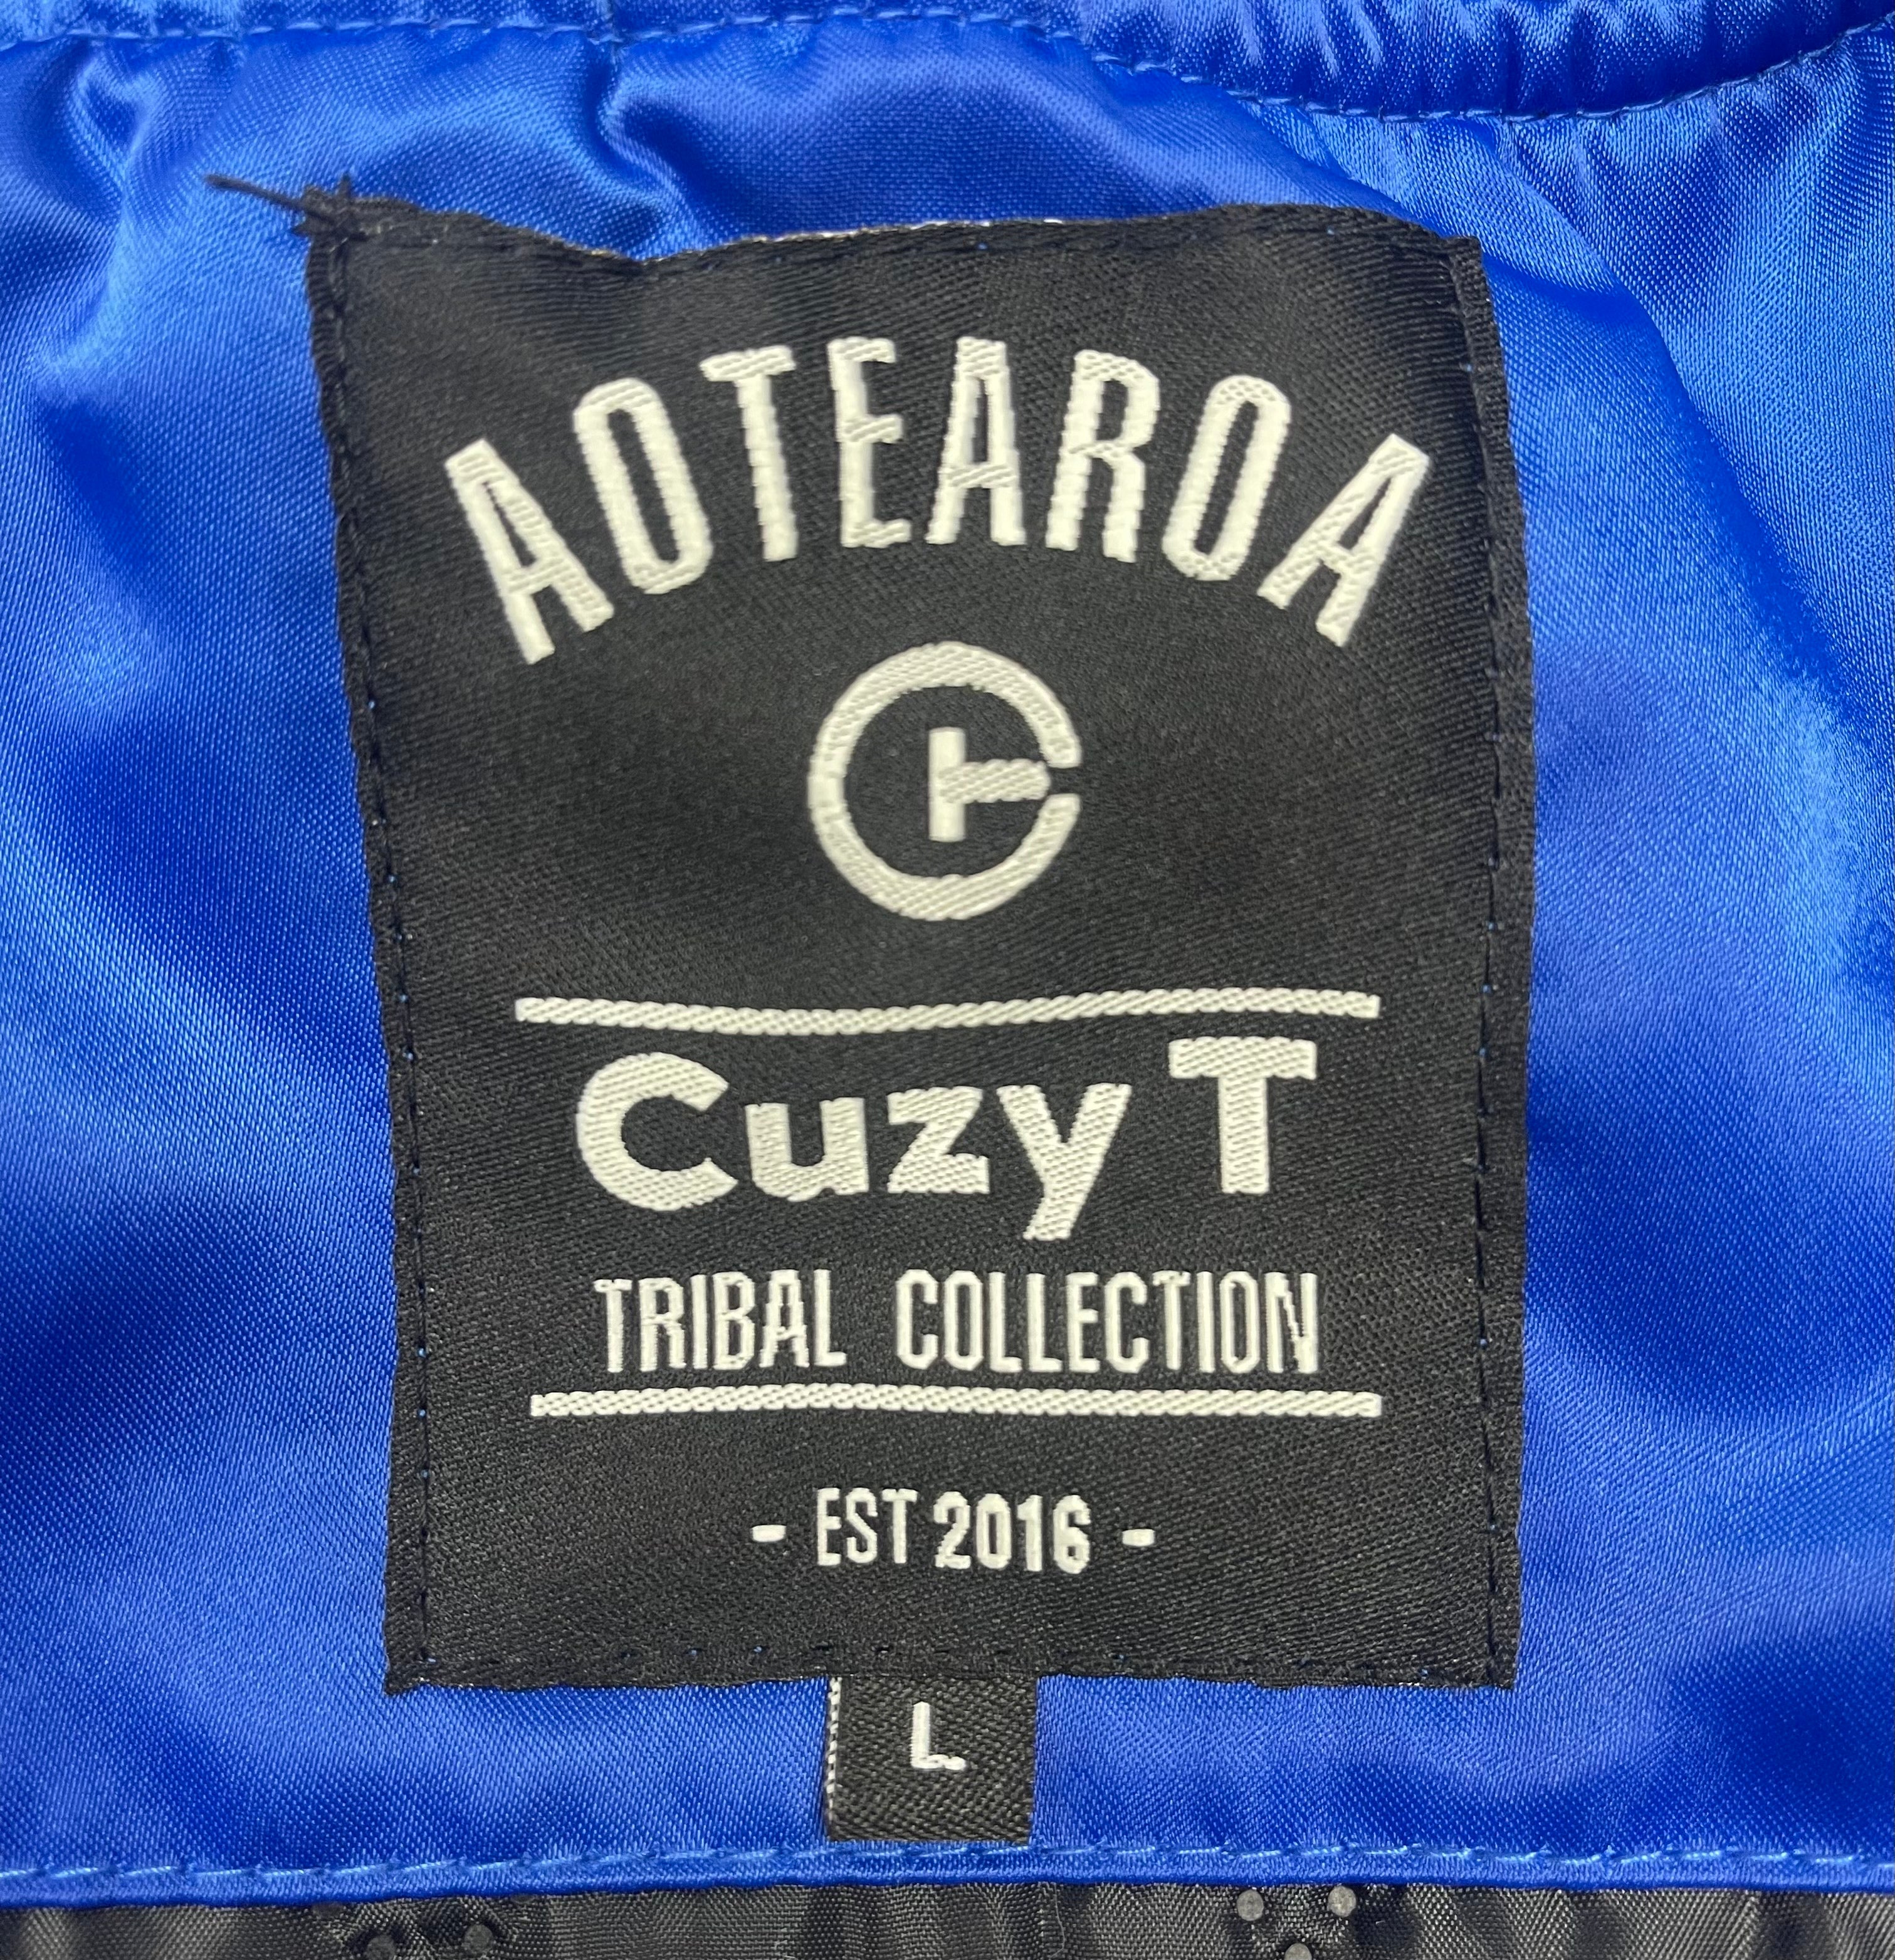 AOTEAROA
Cuzy T
TRIBAL COLLECTION
- EST 2016 -
L